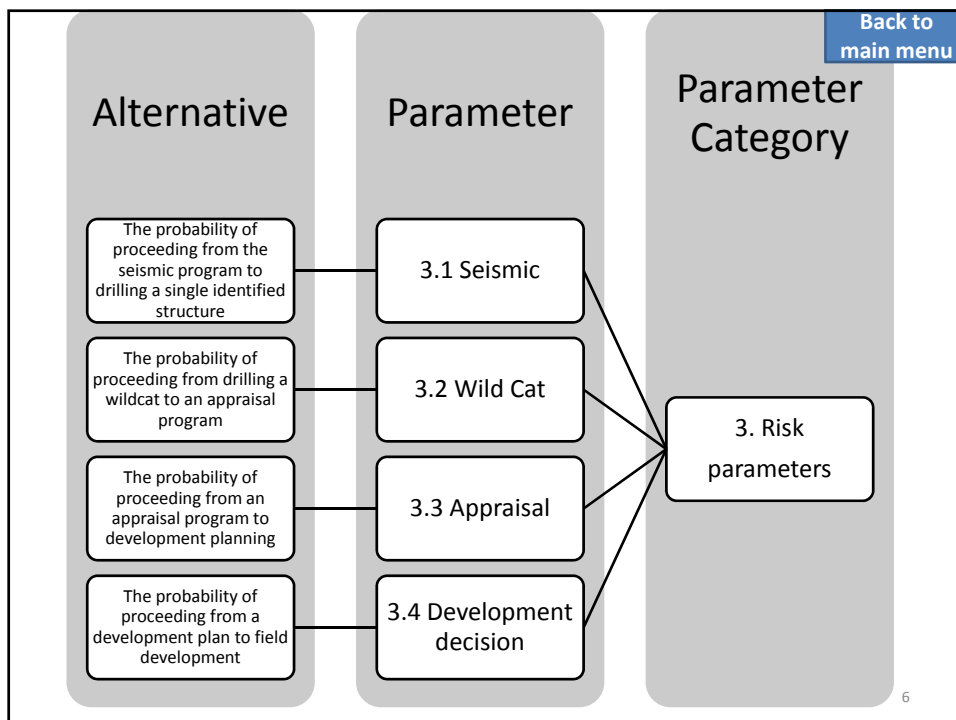 Back to
main menu
Alternative
Parameter
Parameter
Category
The probability of
proceeding from the
seismic program to
drilling a single identified
structure
3.1 Seismic
The probability of
proceeding from drilling a
wildcat to an appraisal
program
3.2 Wild Cat
3. Risk
parameters
The probability of
proceeding from an
appraisal program to
development planning
3.3 Appraisal
The probability of
proceeding from a
development plan to field
development
3.4 Development
decision
6